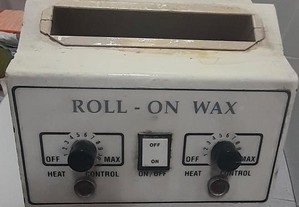 ROLL - ON WAX
OFF
ON
OFF MAX
HEAT CONTROL
ON/OFF
OFF MAX
HEAT CONTROL